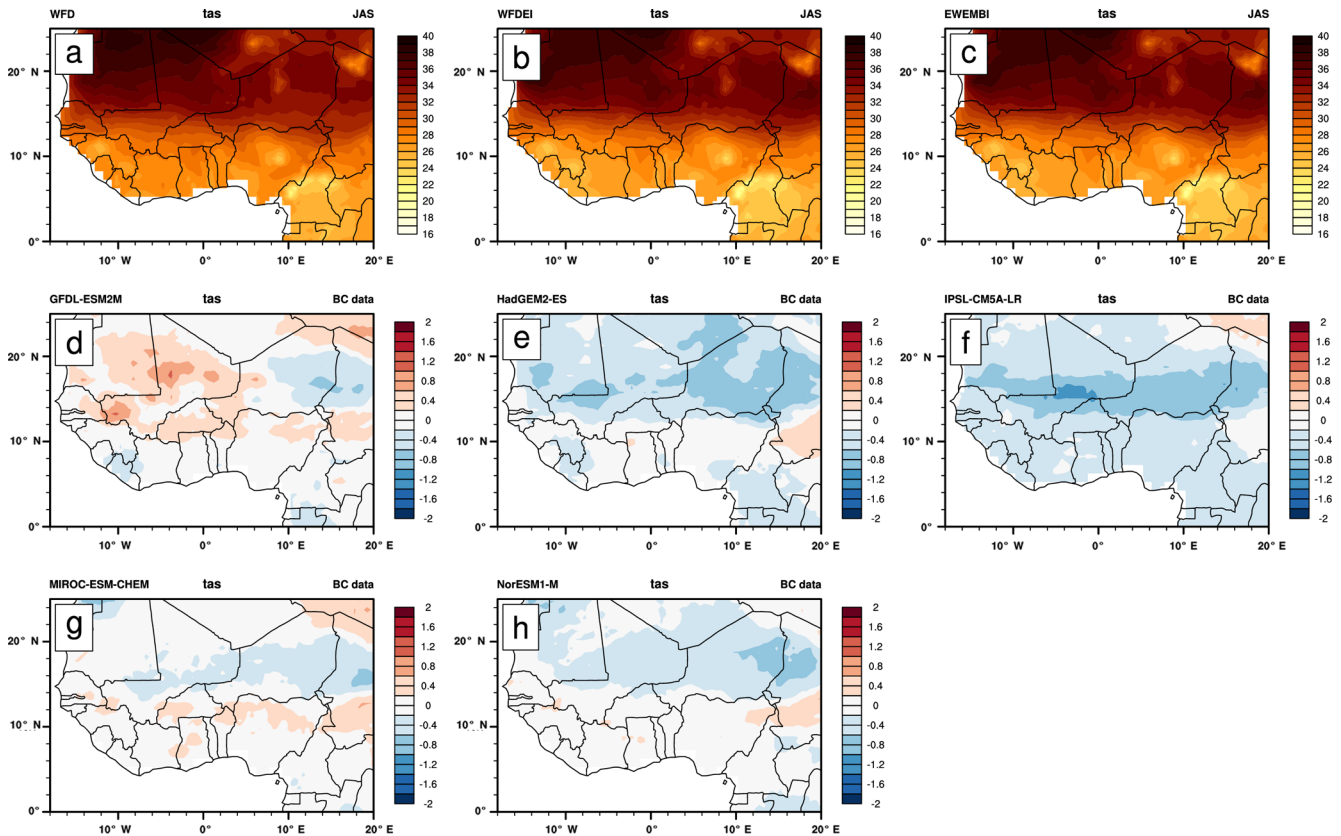 WFD tas JAS
a
20° N
10° N
0°
10° W 0° 10° E 20° E
40
38
36
34
32
30
28
26
24
22
20
18
16
WFDEI tas JAS
b
20° N
10° N
0°
10° W 0° 10° E 20° E
40
38
36
34
32
30
28
26
24
22
20
18
16
EWEMBI tas JAS
c
20° N
10° N
0°
10° W 0° 10° E 20° E
40
38
36
34
32
30
28
26
24
22
20
18
16
GFDL-ESM2M tas BC data
d
20° N
10° N
0°
10° W 0° 10° E 20° E
2
1.6
1.2
0.8
0.4
0
-0.4
-0.8
-1.2
-1.6
-2
HadGEM2-ES tas BC data
e
20° N
10° N
0°
10° W 0° 10° E 20° E
2
1.6
1.2
0.8
0.4
0
-0.4
-0.8
-1.2
-1.6
-2
IPSL-CM5A-LR tas BC data
f
20° N
10° N
0°
10° W 0° 10° E 20° E
2
1.6
1.2
0.8
0.4
0
-0.4
-0.8
-1.2
-1.6
-2
MIROC-ESM-CHEM tas BC data
g
20° N
10° N
0°
10° W 0° 10° E 20° E
2
1.6
1.2
0.8
0.4
0
-0.4
-0.8
-1.2
-1.6
-2
NorESM1-M tas BC data
h
20° N
10° N
0°
10° W 0° 10° E 20° E
2
1.6
1.2
0.8
0.4
0
-0.4
-0.8
-1.2
-1.6
-2